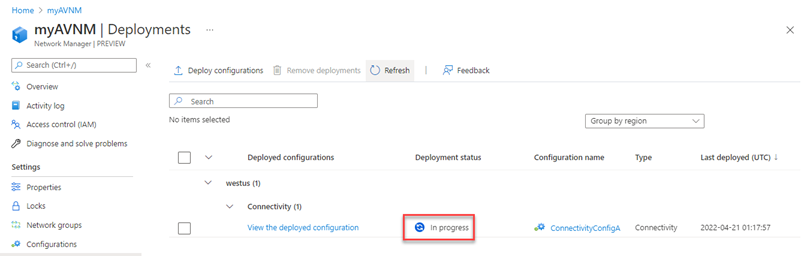 Home > myAVNM >
myAVNM | Deployments ...
Network Manager | PREVIEW
Search (Ctrl+/) «
Overview
Activity log
Access control (IAM)
Diagnose and solve problems
Settings
Properties
Locks
Network groups
Configurations
Deploy configurations Remove deployments Refresh Feedback
Search
No items selected
Group by region
Deployed configurations Deployment status Configuration name Type Last deployed (UTC) ↓
westus (1)
Connectivity (1)
View the deployed configuration In progress ConnectivityConfigA Connectivity 2022-04-21 01:17:57